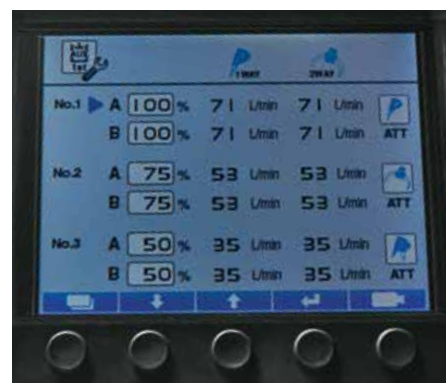 1WAY 2WAY
No.1 A 100 % 71 L/min 71 L/min
B 100 % 71 L/min 71 L/min ATT
No.2 A 75 % 53 L/min 53 L/min
B 75 % 53 L/min 53 L/min ATT
No.3 A 50 % 35 L/min 35 L/min
B 50 % 35 L/min 35 L/min ATT